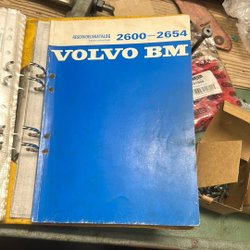 RESERVDELSKATALOG 2600—2654
VOLVO BM